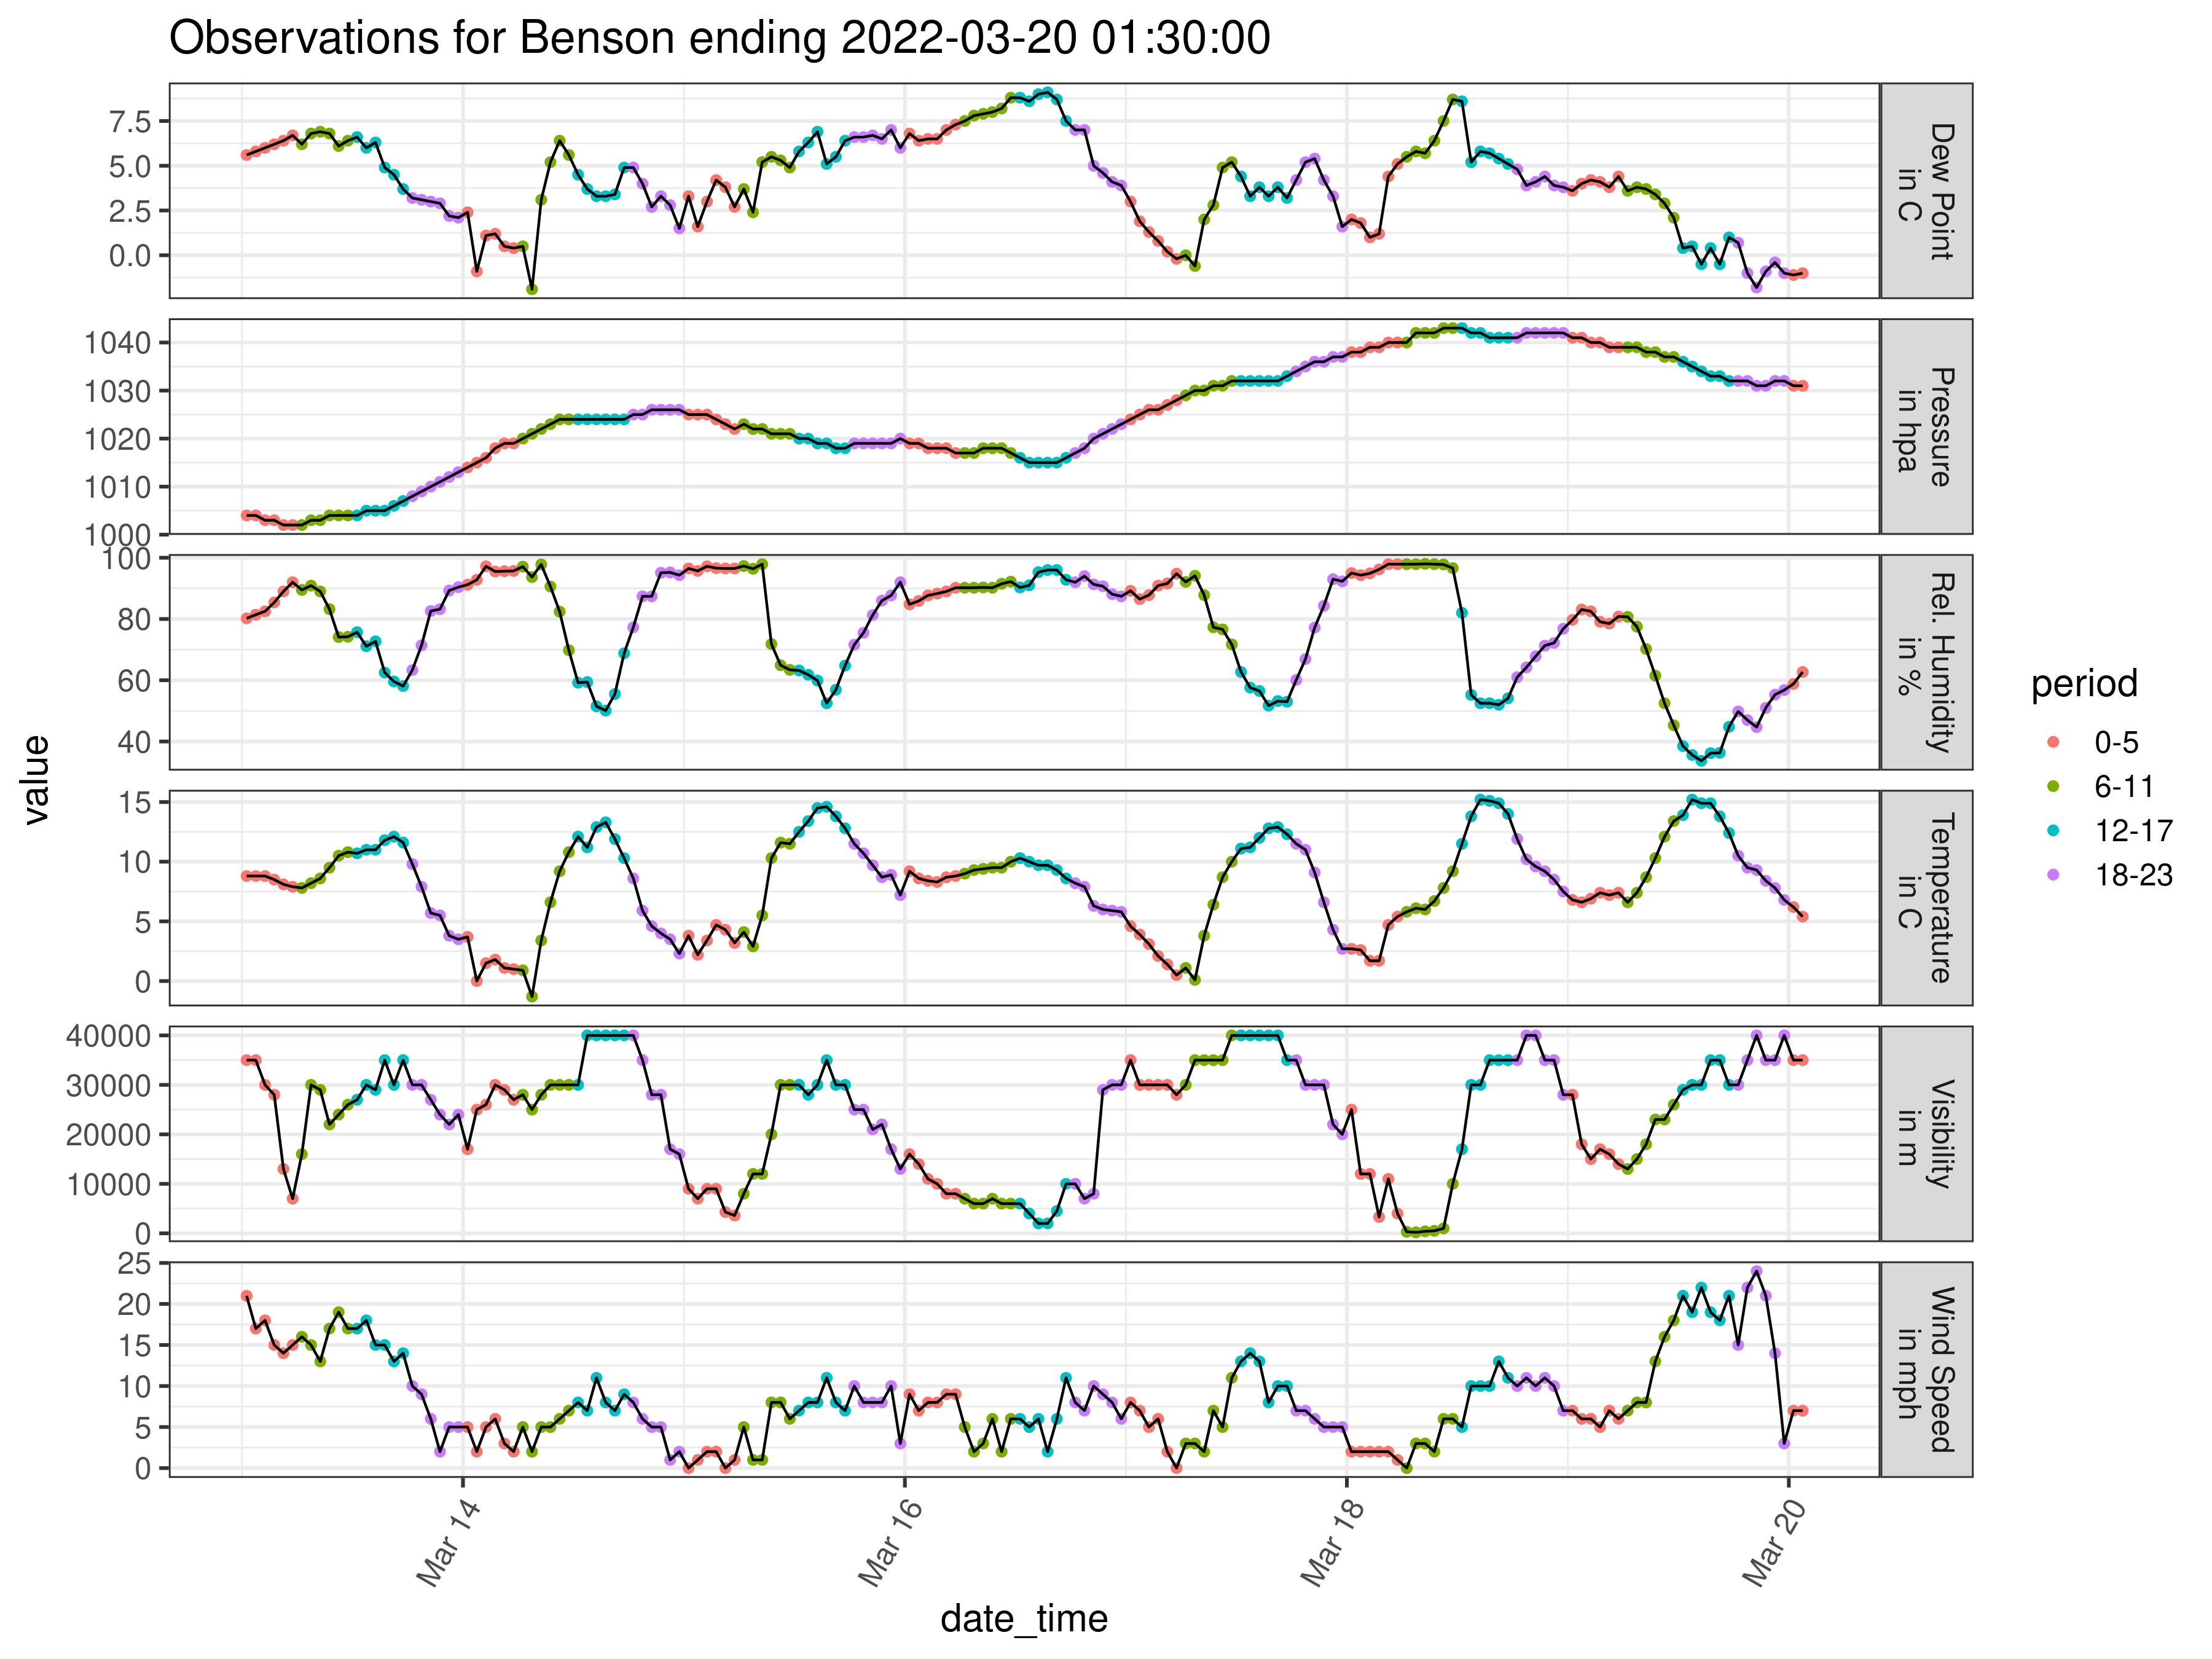 Observations for Benson ending 2022-03-20 01:30:00
7.5
5.0
2.5
0.0
Dew Point
in C
1040
1030
1020
1010
1000
Pressure
in hpa
100
80
60
40
Rel. Humidity
in %
15
10
5
0
Temperature
in C
40000
30000
20000
10000
0
Visibility
in m
25
20
15
10
5
0
Wind Speed
in mph
value
Mar 14
Mar 16
Mar 18
Mar 20
date_time
period
0-5
6-11
12-17
18-23